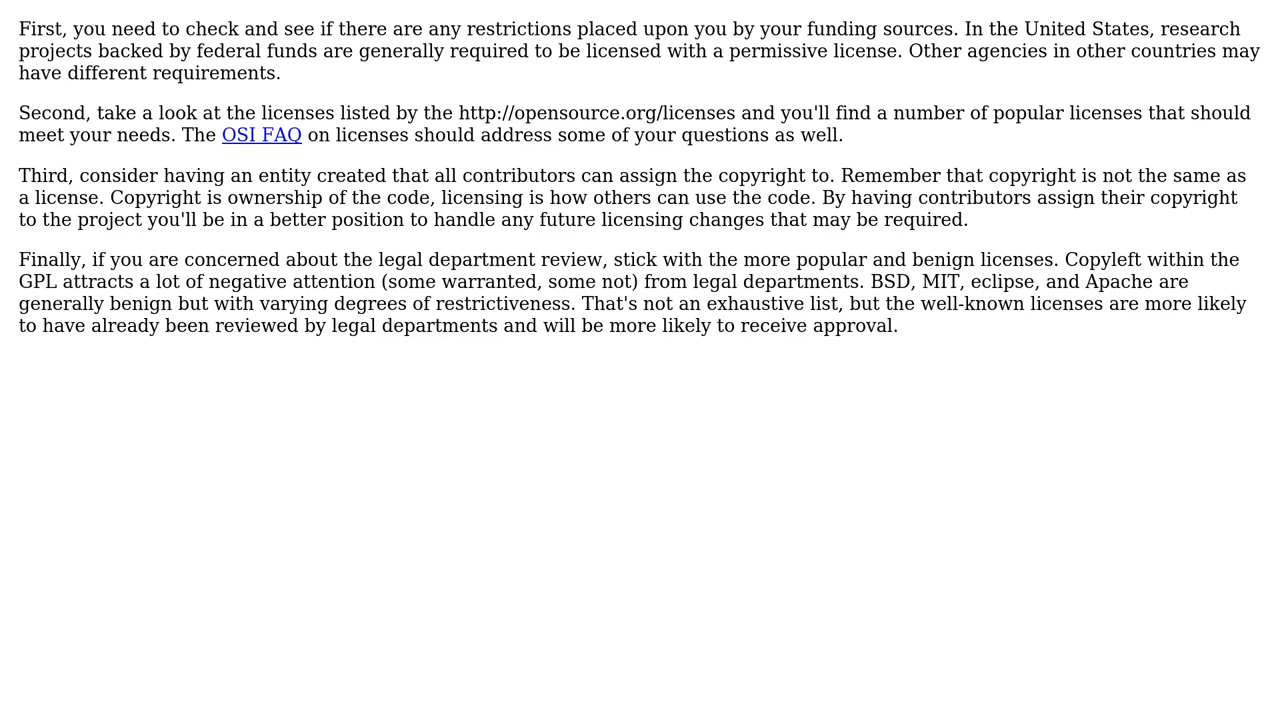 First, you need to check and see if there are any restrictions placed upon you by your funding sources. In the United States, research
projects backed by federal funds are generally required to be licensed with a permissive license. Other agencies in other countries may
have different requirements.
Second, take a look at the licenses listed by the http://opensource.org/licenses and you'll find a number of popular licenses that should
meet your needs. The OSI FAQ on licenses should address some of your questions as well.
Third, consider having an entity created that all contributors can assign the copyright to. Remember that copyright is not the same as
a license. Copyright is ownership of the code, licensing is how others can use the code. By having contributors assign their copyright
to the project you'll be in a better position to handle any future licensing changes that may be required.
Finally, if you are concerned about the legal department review, stick with the more popular and benign licenses. Copyleft within the
GPL attracts a lot of negative attention (some warranted, some not) from legal departments. BSD, MIT, eclipse, and Apache are
generally benign but with varying degrees of restrictiveness. That's not an exhaustive list, but the well-known licenses are more likely
to have already been reviewed by legal departments and will be more likely to receive approval.